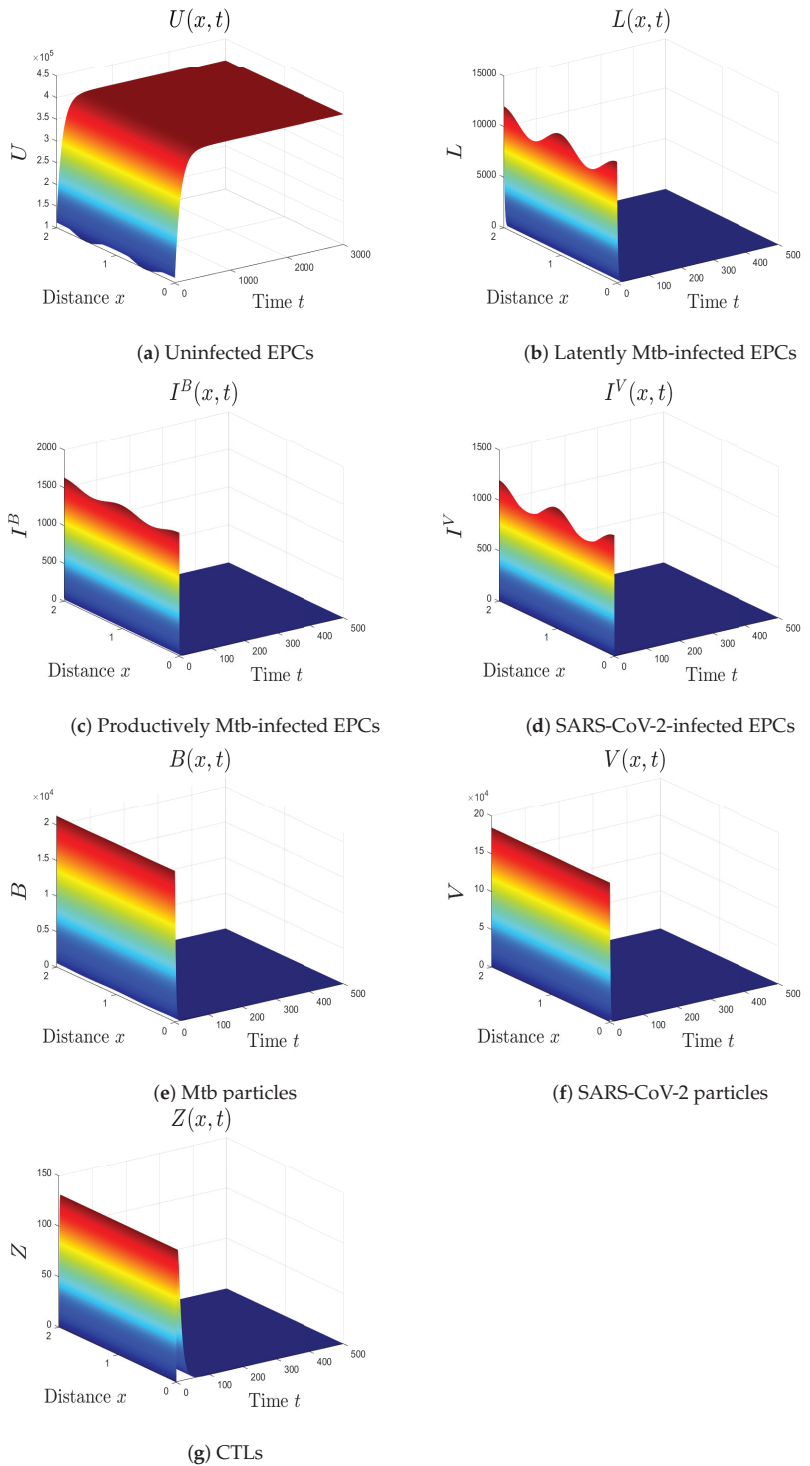 U(x,t)
×10⁵
4.5
4
3.5
3
2.5
2
1.5
1
U
2
1
0
Distance x
0
1000
2000
3000
Time t
(a) Uninfected EPCs
L(x,t)
15000
10000
5000
0
L
2
1
0
Distance x
0
100
200
300
400
500
Time t
(b) Latently Mtb-infected EPCs
I^B(x,t)
2000
1500
1000
500
0
I^B
2
1
0
Distance x
0
100
200
300
400
500
Time t
(c) Productively Mtb-infected EPCs
I^V(x,t)
1500
1000
500
0
I^V
2
1
0
Distance x
0
100
200
300
400
500
Time t
(d) SARS-CoV-2-infected EPCs
B(x,t)
×10⁴
2
1.5
1
0.5
0
B
2
1
0
Distance x
0
100
200
300
400
500
Time t
(e) Mtb particles
V(x,t)
×10⁴
20
15
10
5
0
V
2
1
0
Distance x
0
100
200
300
400
500
Time t
(f) SARS-CoV-2 particles
Z(x,t)
150
100
50
0
Z
2
1
0
Distance x
0
100
200
300
400
500
Time t
(g) CTLs